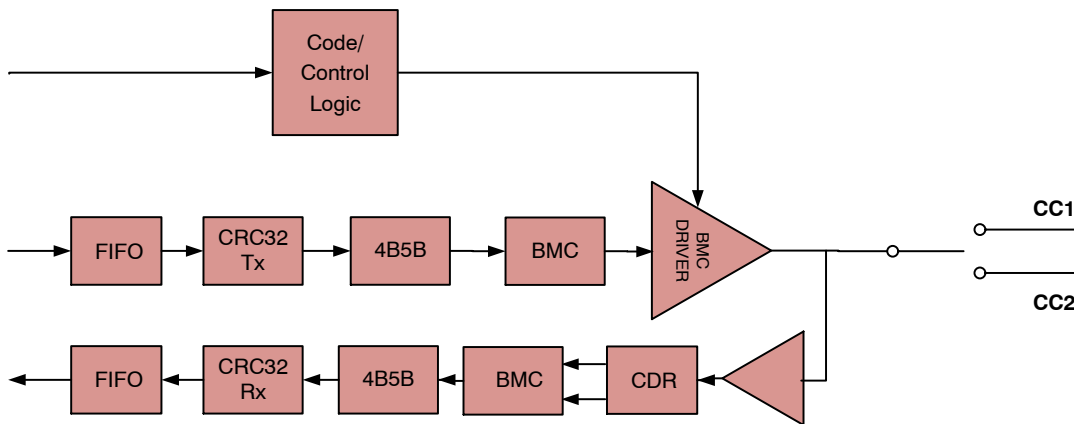 Code/
Control
Logic
CC1
FIFO
CRC32
Tx
4B5B
BMC
BMC
DRIVER
CC2
FIFO
CRC32
Rx
4B5B
BMC
CDR